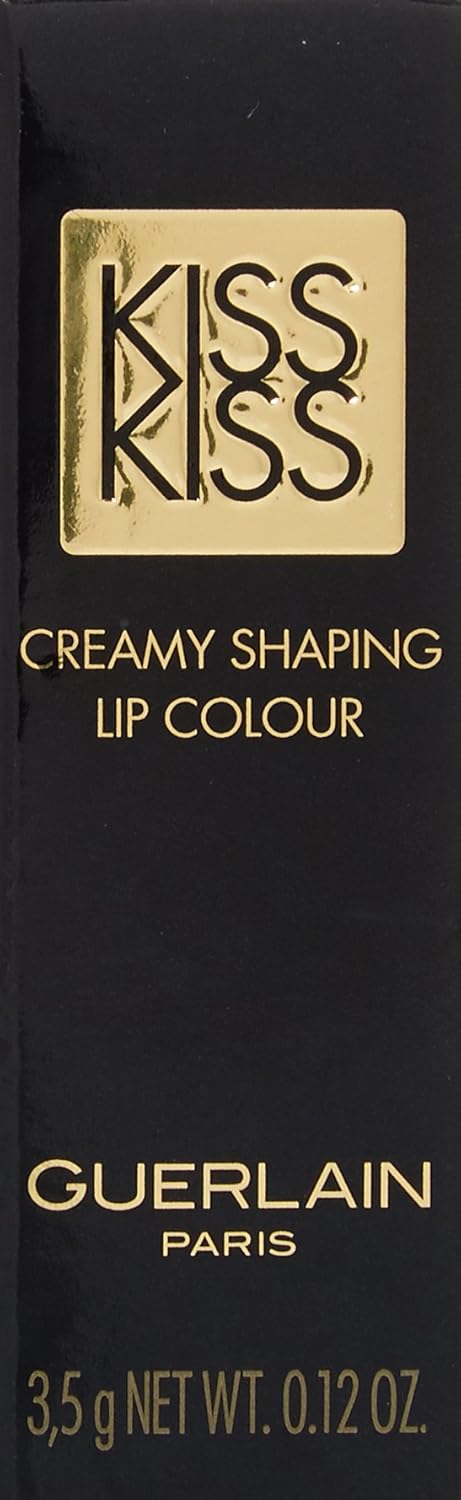 KISS
KISS
CREAMY SHAPING
LIP COLOUR
GUERLAIN
PARIS
3,5 g NET WT. 0.12 OZ.